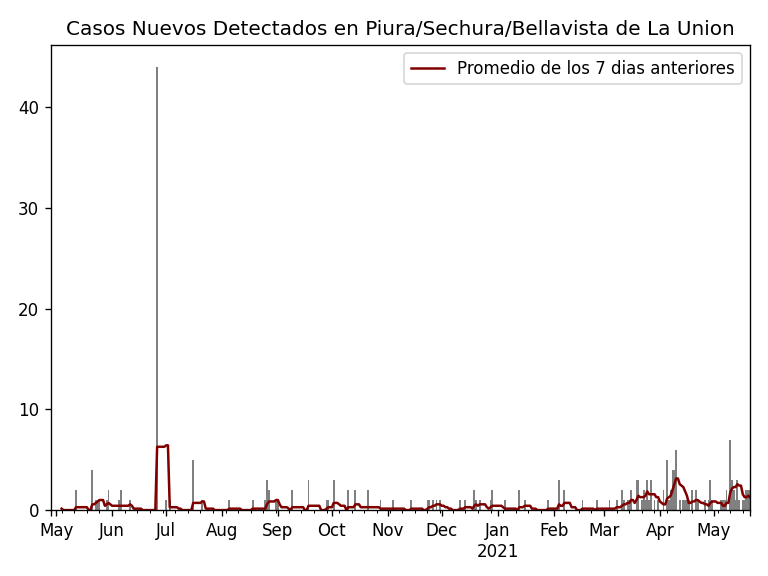 Casos Nuevos Detectados en Piura/Sechura/Bellavista de La Union
Promedio de los 7 dias anteriores
40
30
20
10
0
May Jun Jul Aug Sep Oct Nov Dec Jan Feb Mar Apr May
2021